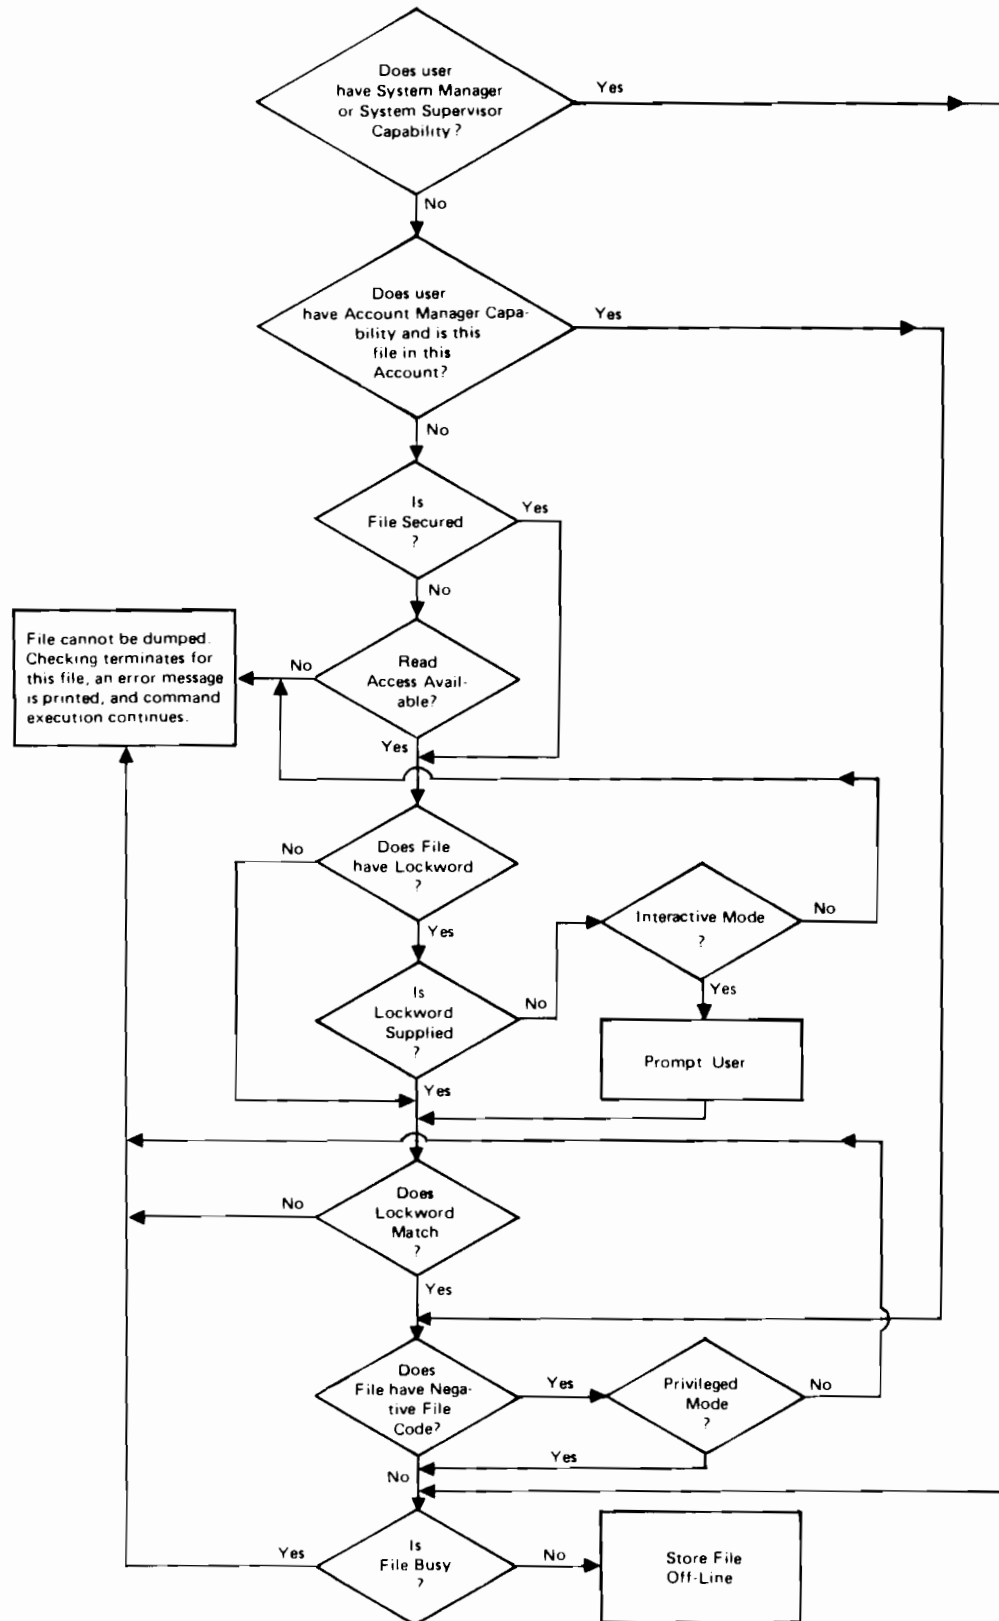 Does user
have System Manager
or System Supervisor
Capability ?
Yes
No
Does user
have Account Manager Capa-
bility and is this
file in this
Account?
Yes
No
Is
File Secured
?
Yes
No
File cannot be dumped.
Checking terminates for
this file, an error message
is printed, and command
execution continues.
No
Read
Access Avail-
able?
Yes
No
Does File
have Lockword
?
Interactive Mode
?
No
Yes
Yes
Is
Lockword
Supplied
?
No
Prompt User
Yes
No
Does
Lockword
Match
?
Yes
Does
File have Nega-
tive File
Code?
Yes
Privileged
Mode
?
No
Yes
No
Yes
Is
File Busy
?
No
Store File
Off-Line